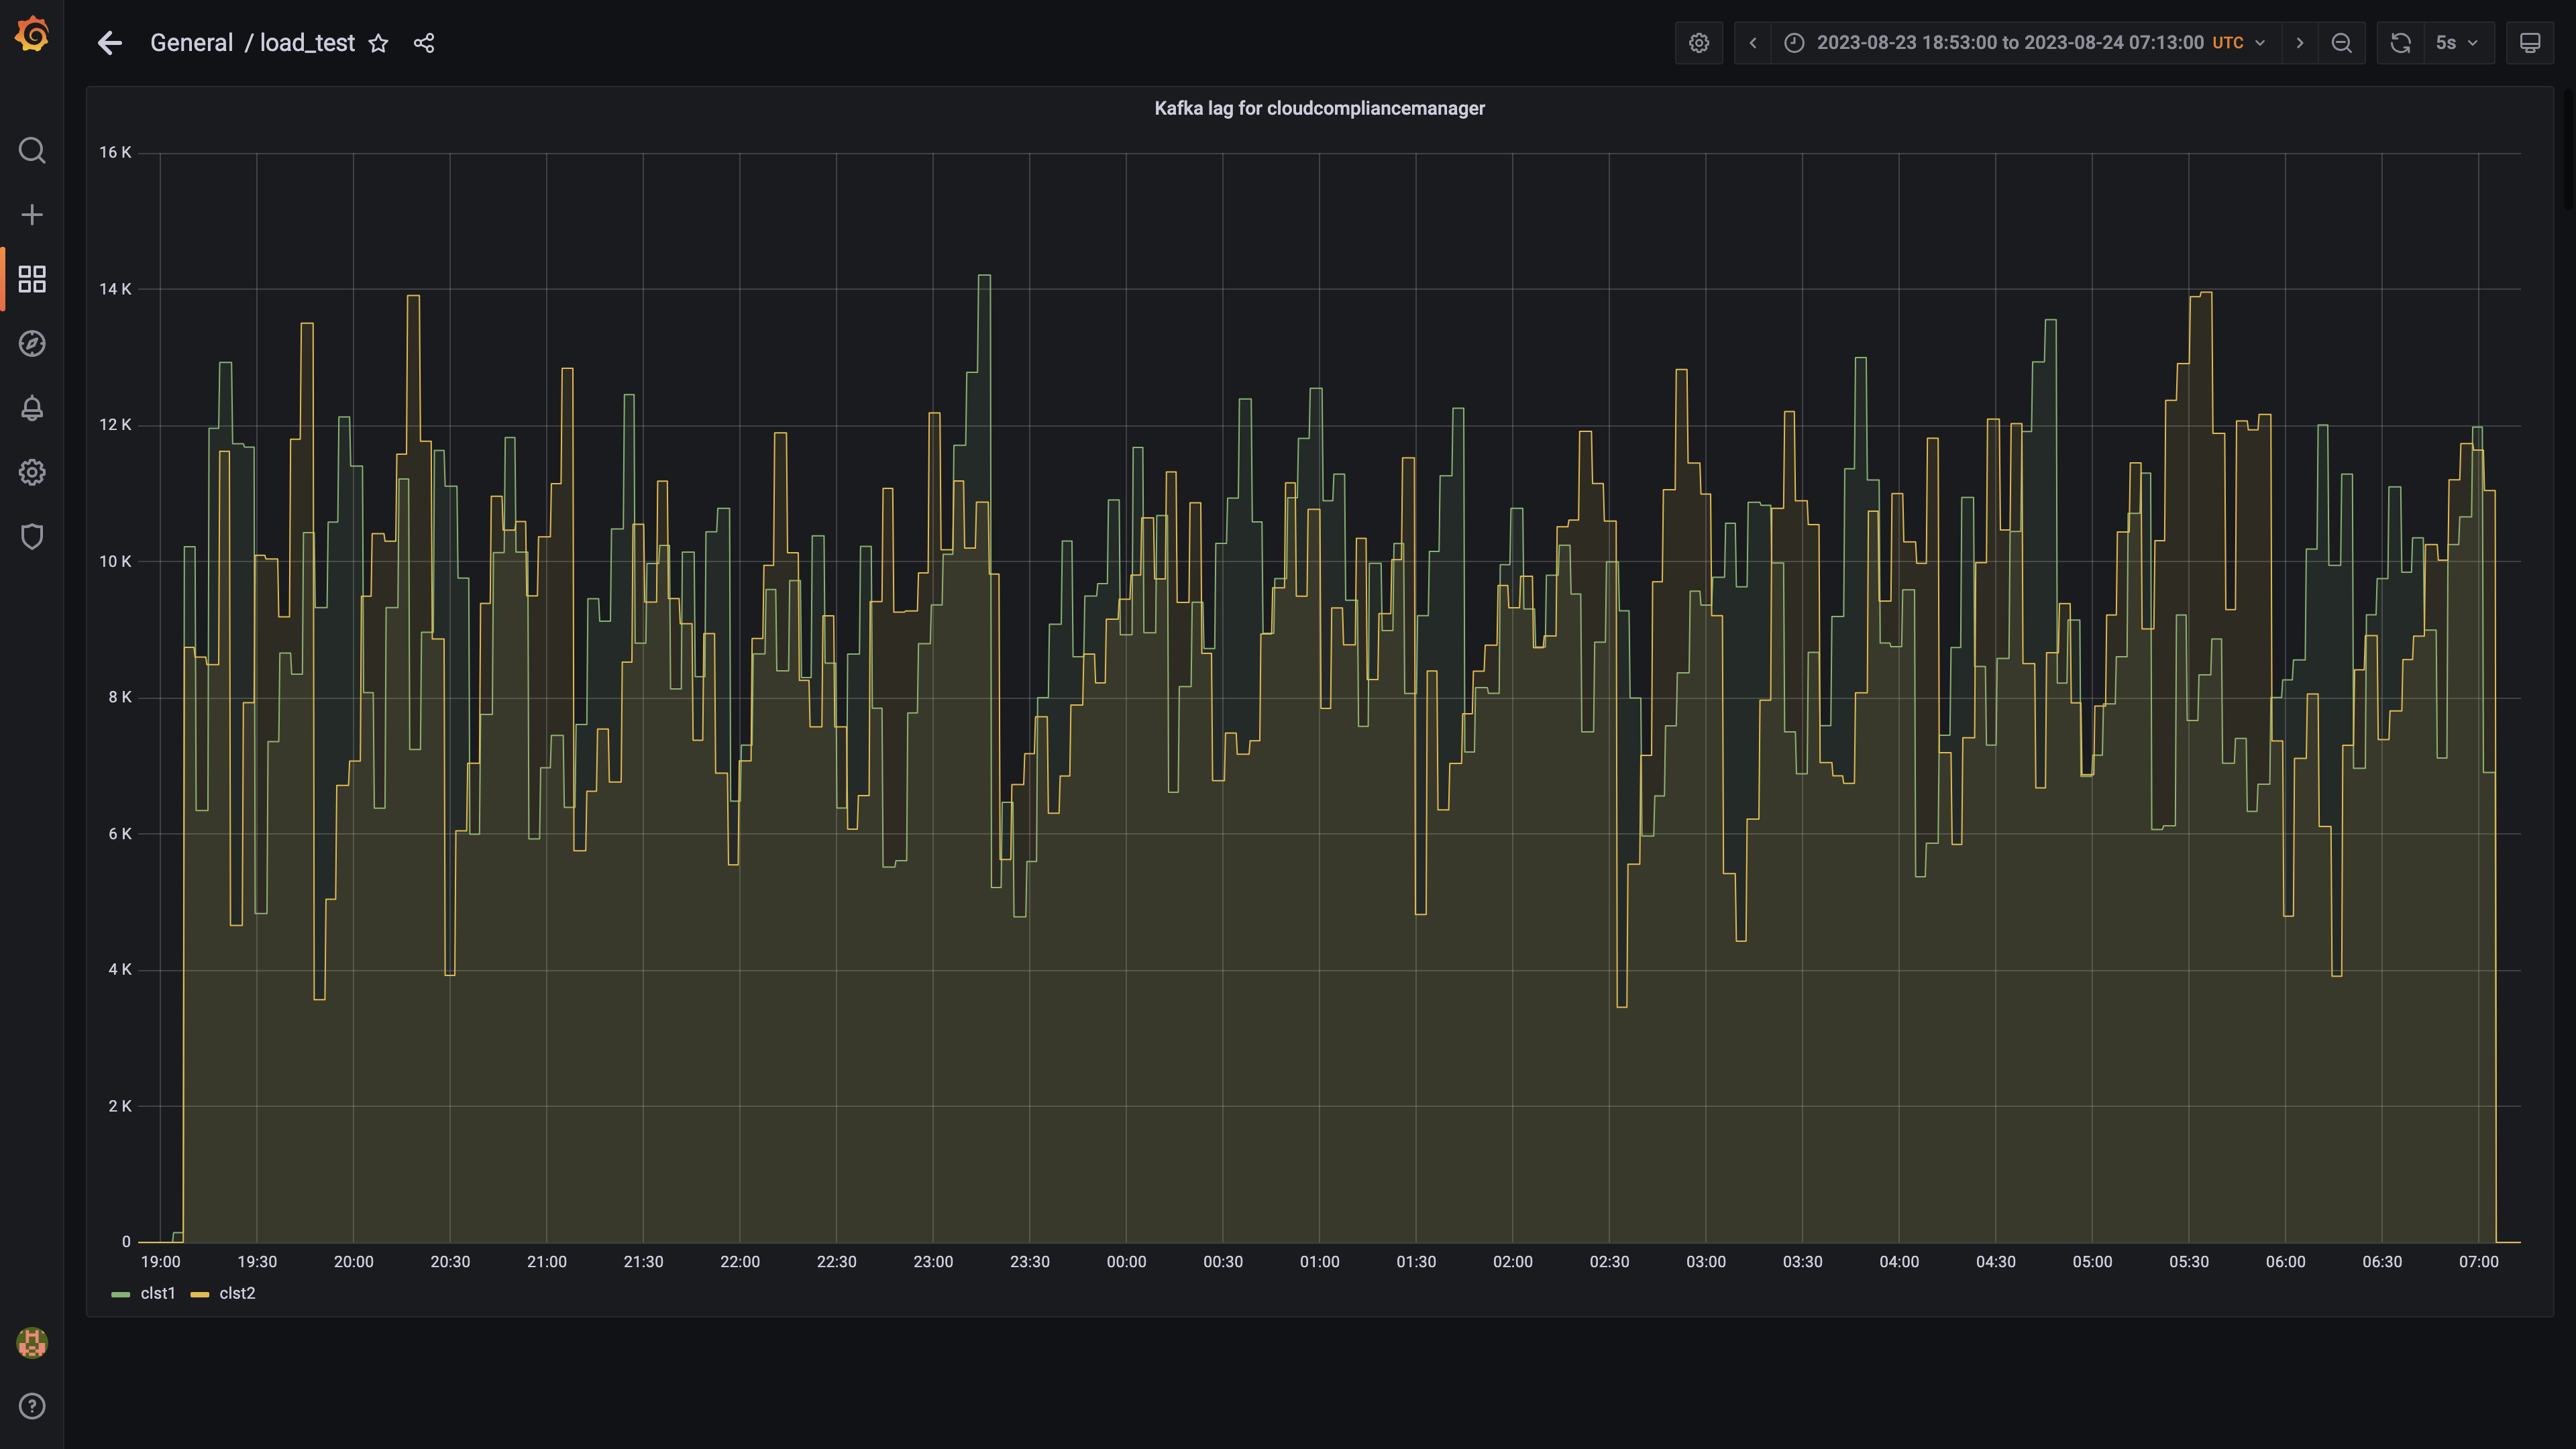 General / load_test
2023-08-23 18:53:00 to 2023-08-24 07:13:00 UTC
5s
Kafka lag for cloudcompliancemanager
16 K
14 K
12 K
10 K
8 K
6 K
4 K
2 K
0
19:00 19:30 20:00 20:30 21:00 21:30 22:00 22:30 23:00 23:30 00:00 00:30 01:00 01:30 02:00 02:30 03:00 03:30 04:00 04:30 05:00 05:30 06:00 06:30 07:00
clst1 clst2